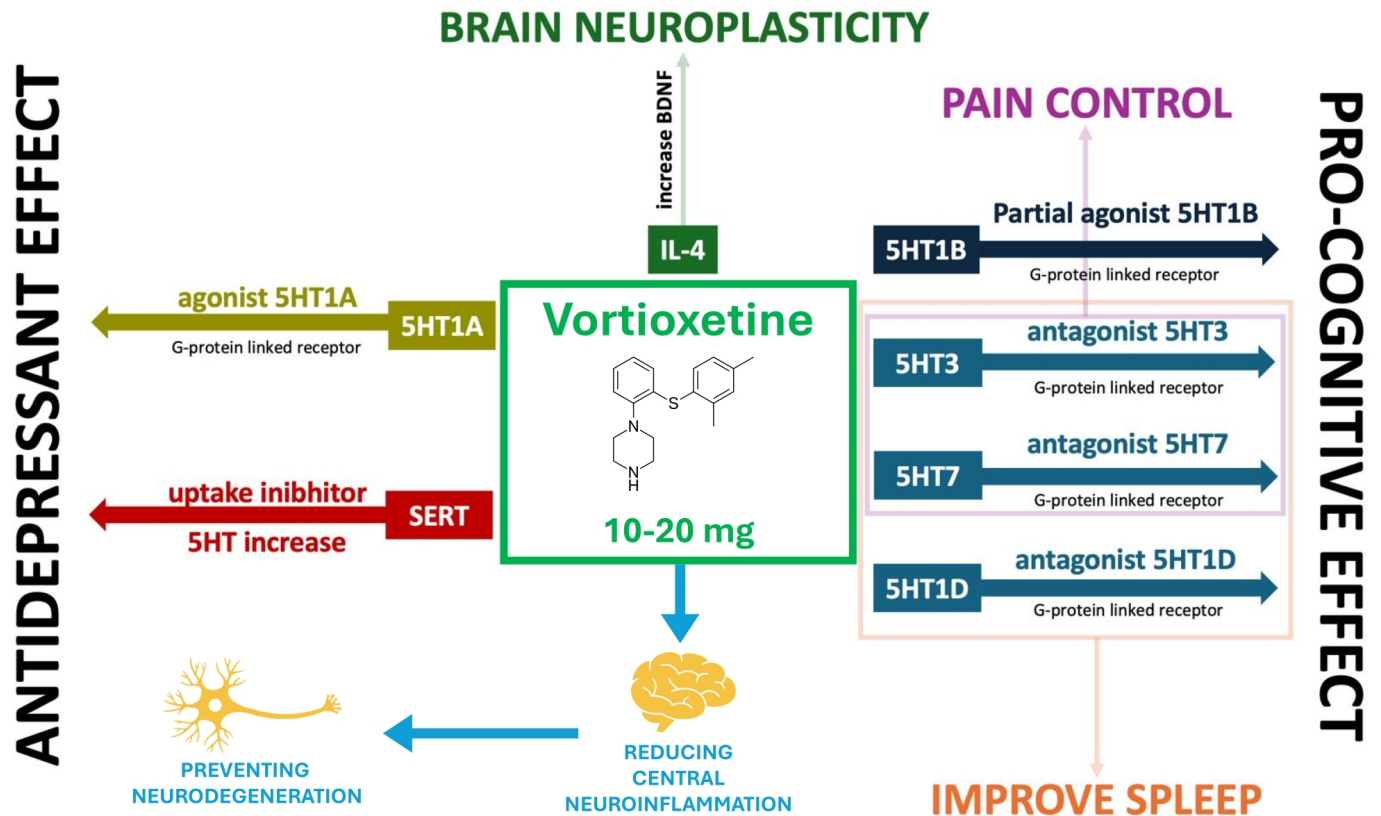 BRAIN NEUROPLASTICITY
increase BDNF
IL-4
ANTIDEPRESSANT EFFECT
agonist 5HT1A
5HT1A
G-protein linked receptor
uptake inibhitor
SERT
5HT increase
Vortioxetine
S
N
N
H
10-20 mg
PAIN CONTROL
Partial agonist 5HT1B
5HT1B
G-protein linked receptor
antagonist 5HT3
5HT3
G-protein linked receptor
antagonist 5HT7
5HT7
G-protein linked receptor
antagonist 5HT1D
5HT1D
G-protein linked receptor
PRO-COGNITIVE EFFECT
IMPROVE SPLEEP
REDUCING
CENTRAL
NEUROINFLAMMATION
PREVENTING
NEURODEGENERATION